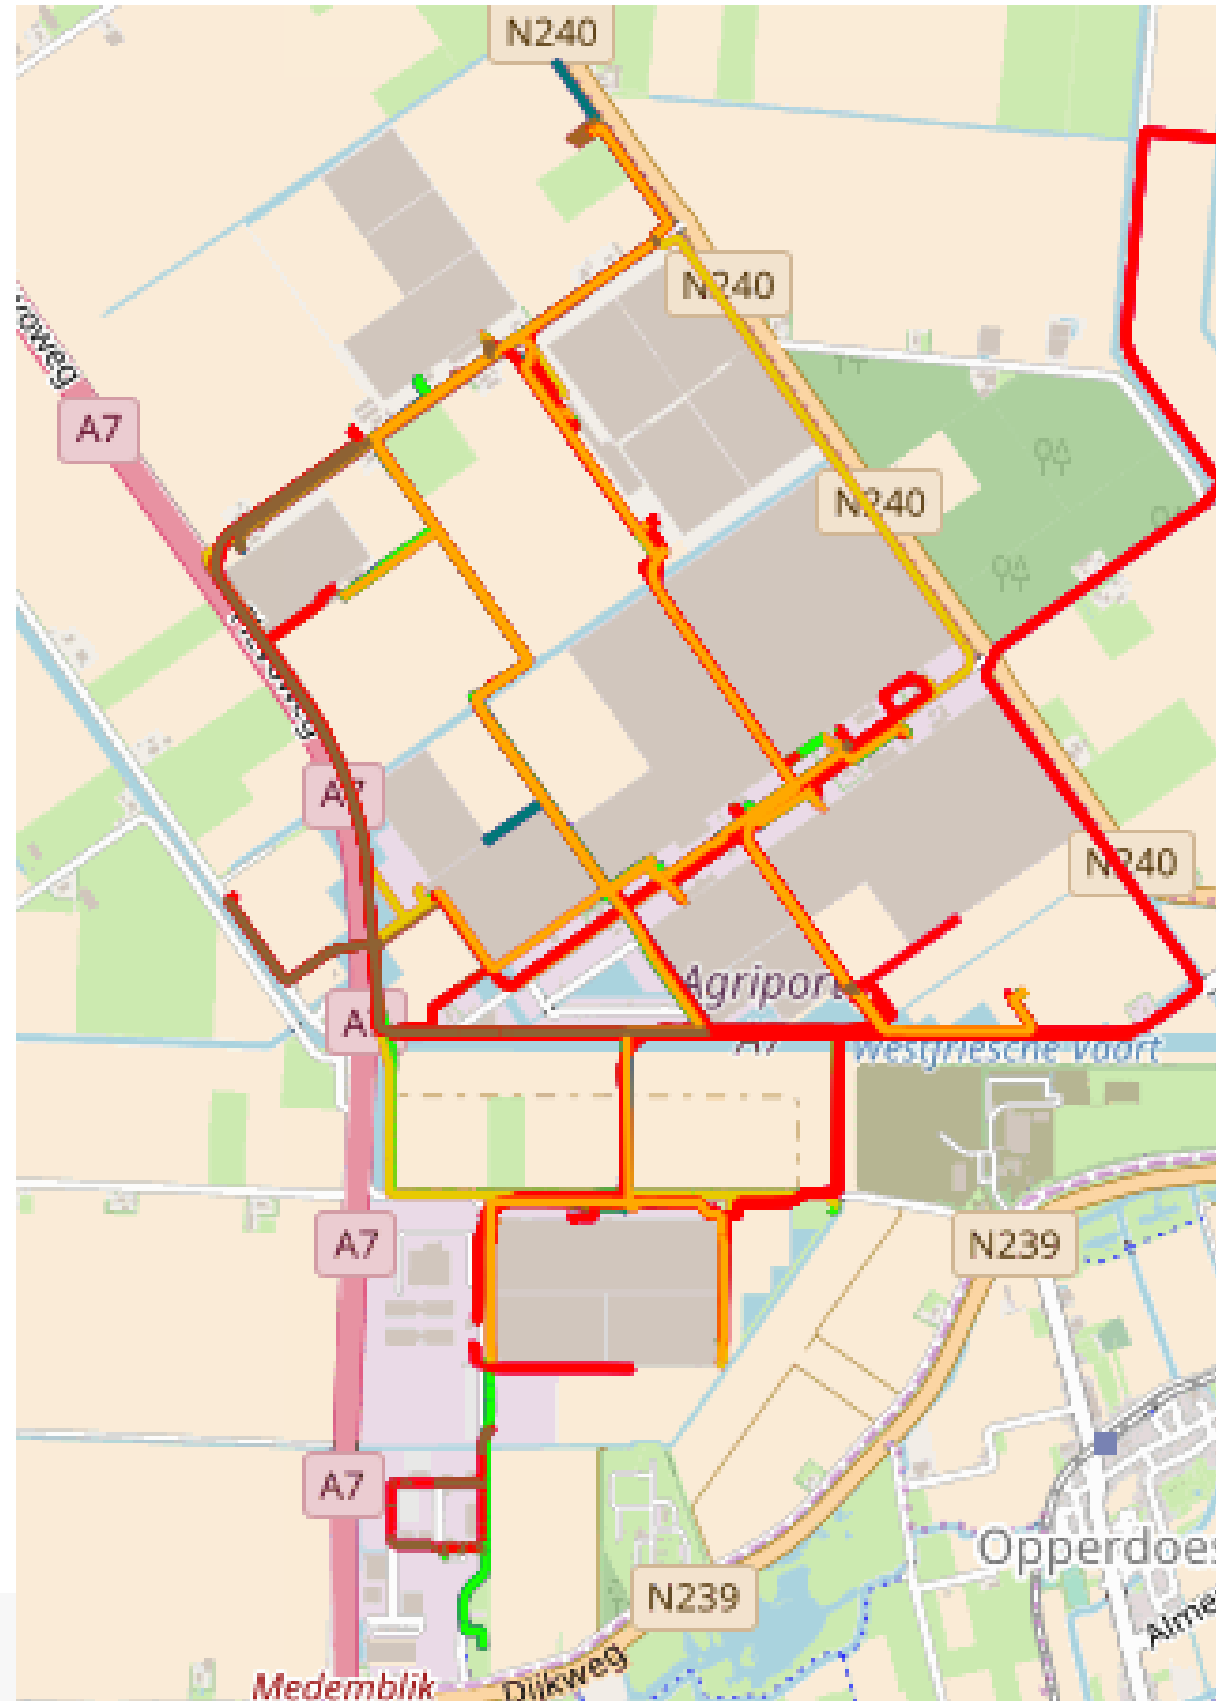 N240
N240
A7
N240
A7
N240
Agriport
A7
Westfriesche Vaart
N239
A7
A7
Opperdoes
N239
Dijkweg
Medemblik